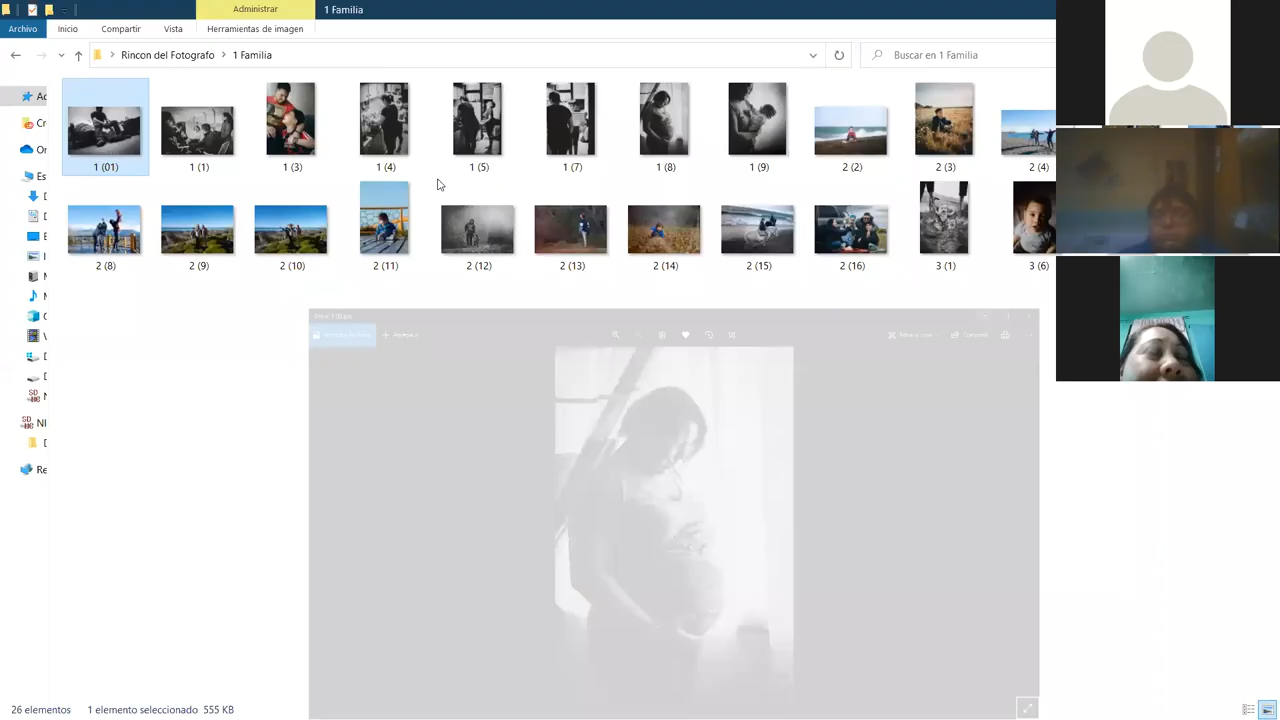 Administrar
1 Familia
Archivo
Inicio
Compartir
Vista
Herramientas de imagen
Rincon del Fotografo
1 Familia
Buscar en 1 Familia
1 (01)
1 (1)
1 (3)
1 (4)
1 (5)
1 (7)
1 (8)
1 (9)
2 (2)
2 (3)
2 (4)
2 (8)
2 (9)
2 (10)
2 (11)
2 (12)
2 (13)
2 (14)
2 (15)
2 (16)
3 (1)
3 (6)
26 elementos
1 elemento seleccionado 555 KB